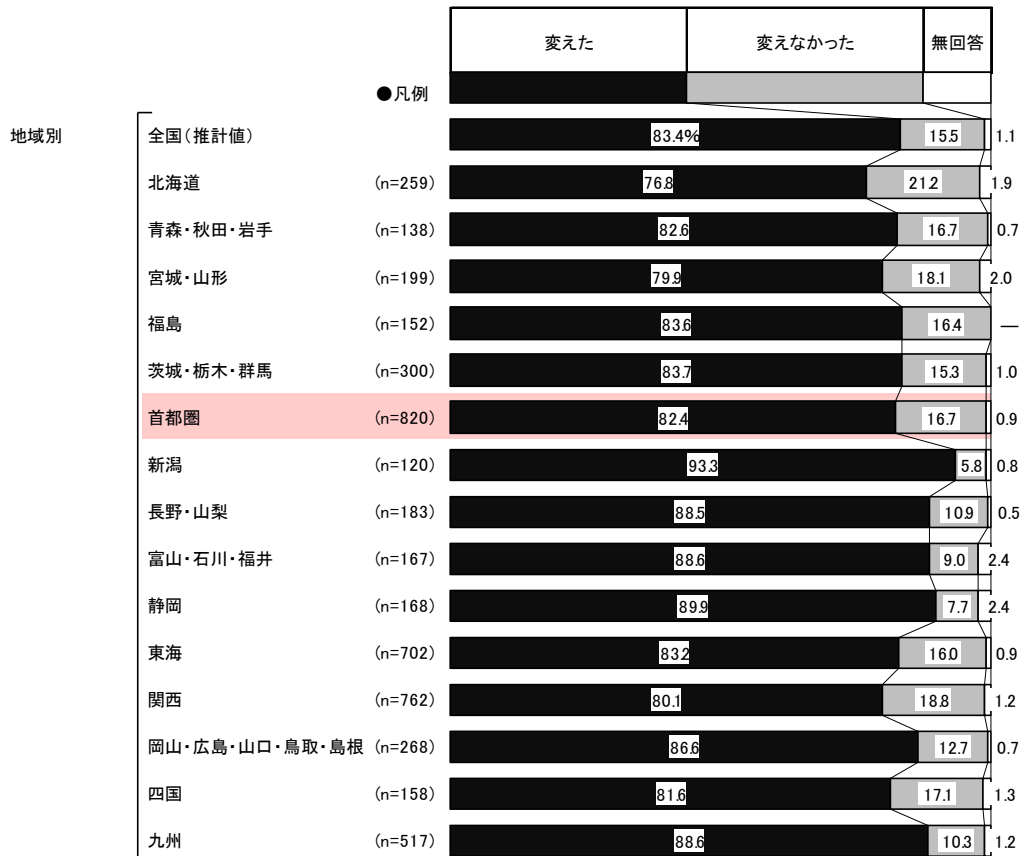 変えた 変えなかった 無回答
●凡例
地域別 全国（推計値） 83.4% 15.5 1.1
北海道 (n=259) 76.8 21.2 1.9
青森・秋田・岩手 (n=138) 82.6 16.7 0.7
宮城・山形 (n=199) 79.9 18.1 2.0
福島 (n=152) 83.6 16.4 ―
茨城・栃木・群馬 (n=300) 83.7 15.3 1.0
首都圏 (n=820) 82.4 16.7 0.9
新潟 (n=120) 93.3 5.8 0.8
長野・山梨 (n=183) 88.5 10.9 0.5
富山・石川・福井 (n=167) 88.6 9.0 2.4
静岡 (n=168) 89.9 7.7 2.4
東海 (n=702) 83.2 16.0 0.9
関西 (n=762) 80.1 18.8 1.2
岡山・広島・山口・鳥取・島根 (n=268) 86.6 12.7 0.7
四国 (n=158) 81.6 17.1 1.3
九州 (n=517) 88.6 10.3 1.2